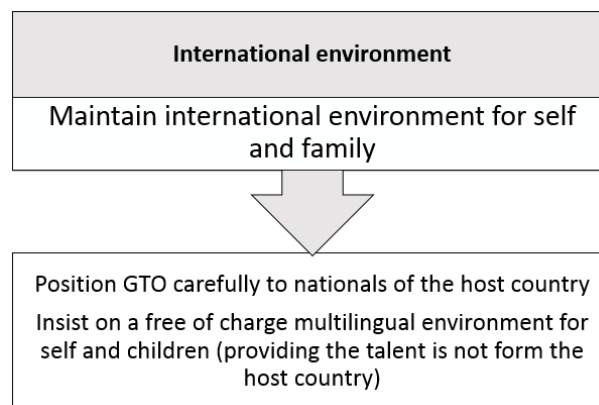 International environment
Maintain international environment for self
and family
Position GTO carefully to nationals of the host country
Insist on a free of charge multilingual environment for
self and children (providing the talent is not form the
host country)